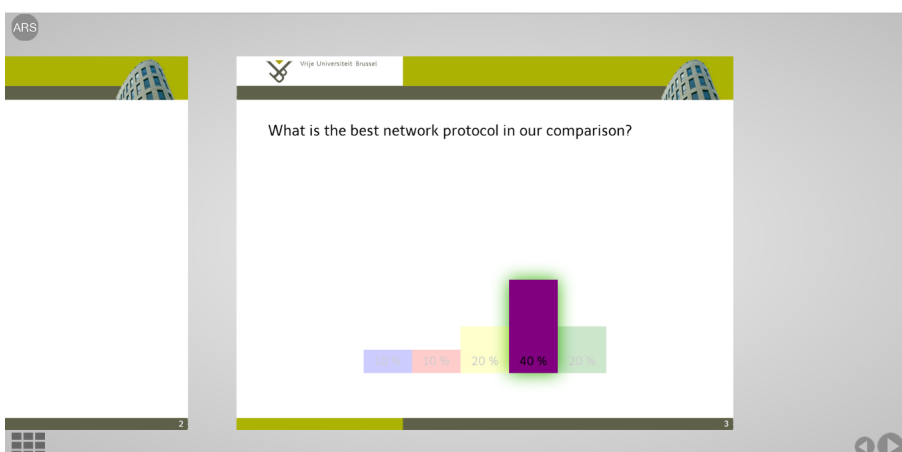 ARS
Vrije Universiteit Brussel
What is the best network protocol in our comparison?
10 % 10 % 20 % 40 % 20 %
2
3